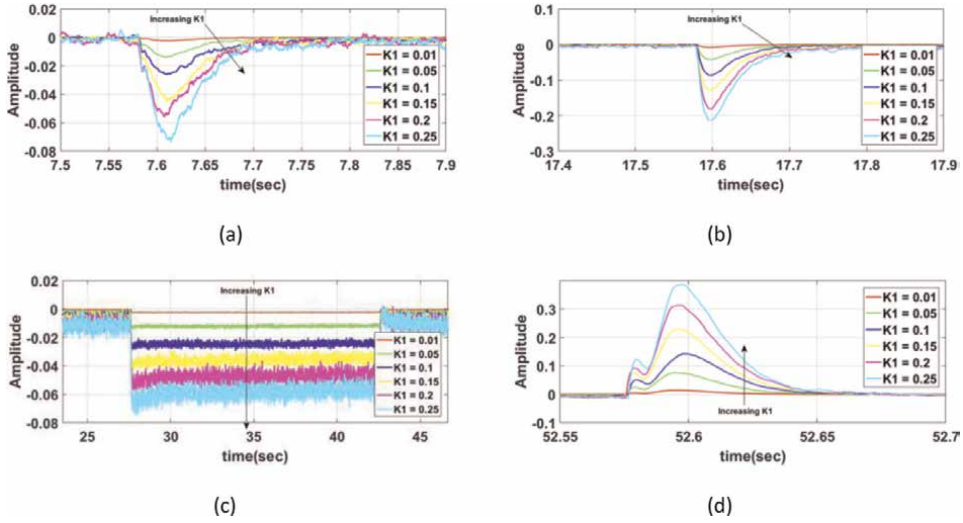 0.02
0
-0.02
-0.04
-0.06
-0.08
Amplitude
Increasing K1
K1 = 0.01
K1 = 0.05
K1 = 0.1
K1 = 0.15
K1 = 0.2
K1 = 0.25
7.5 7.55 7.6 7.65 7.7 7.75 7.8 7.85 7.9
time(sec)
(a)
0.1
0
-0.1
-0.2
-0.3
Amplitude
Increasing K1
K1 = 0.01
K1 = 0.05
K1 = 0.1
K1 = 0.15
K1 = 0.2
K1 = 0.25
17.4 17.5 17.6 17.7 17.8 17.9
time(sec)
(b)
0.02
0
-0.02
-0.04
-0.06
-0.08
Amplitude
Increasing K1
K1 = 0.01
K1 = 0.05
K1 = 0.1
K1 = 0.15
K1 = 0.2
K1 = 0.25
25 30 35 40 45
time(sec)
(c)
0.3
0.2
0.1
0
-0.1
Amplitude
Increasing K1
K1 = 0.01
K1 = 0.05
K1 = 0.1
K1 = 0.15
K1 = 0.2
K1 = 0.25
52.55 52.6 52.65 52.7
time(sec)
(d)